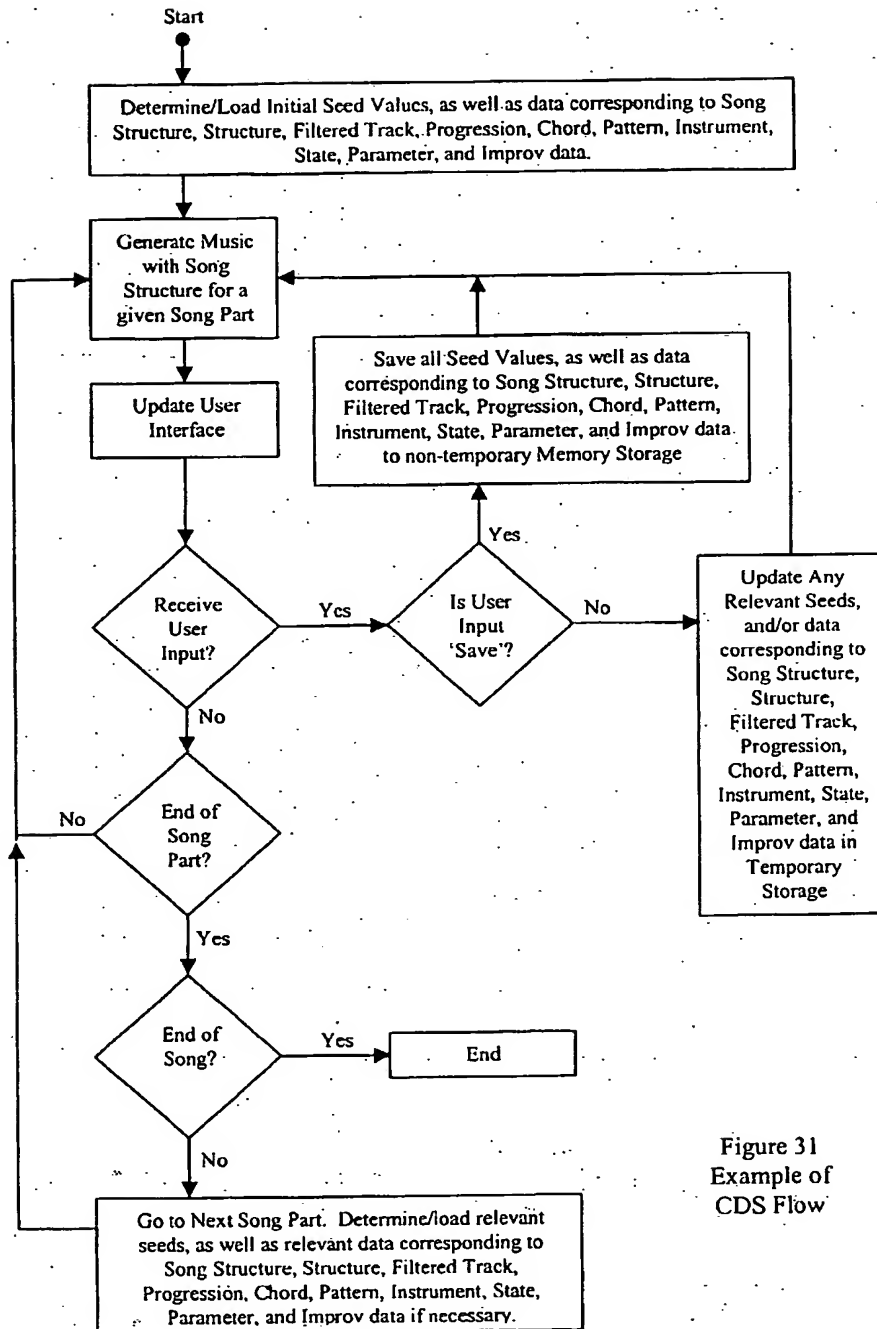 Start
Determine/Load Initial Seed Values, as well as data corresponding to Song
Structure, Structure, Filtered Track, Progression, Chord, Pattern, Instrument,
State, Parameter, and Improv data.
Generate Music
with Song
Structure for a
given Song Part
Save all Seed Values, as well as data
corresponding to Song Structure, Structure,
Filtered Track, Progression, Chord, Pattern,
Instrument, State, Parameter, and Improv data
to non-temporary Memory Storage
Update User
Interface
Yes
Receive
User
Input?
Yes
Is User
Input
‘Save’?
No
Update Any
Relevant Seeds,
and/or data
corresponding to
Song Structure,
Structure,
Filtered Track,
Progression,
Chord, Pattern,
Instrument, State,
Parameter, and
Improv data in
Temporary
Storage
No
No
End of
Song
Part?
Yes
End of
Song?
Yes
End
No
Go to Next Song Part. Determine/load relevant
seeds, as well as relevant data corresponding to
Song Structure, Structure, Filtered Track,
Progression, Chord, Pattern, Instrument, State,
Parameter, and Improv data if necessary.
Figure 31
Example of
CDS Flow